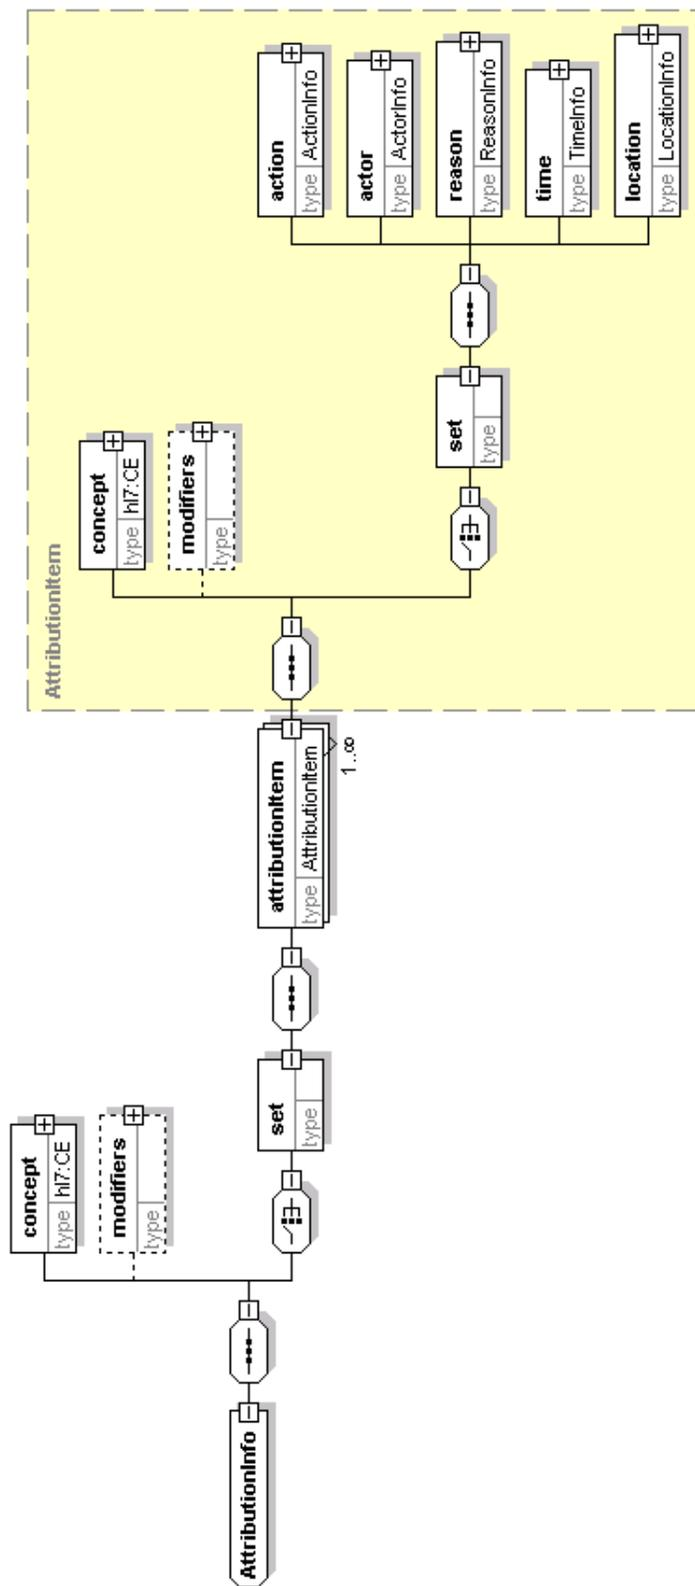 AttributionInfo
concept
type hl7:CE
modifiers
type
set
type
attributionItem
type AttributionItem
1..∞
AttributionItem
concept
type hl7:CE
modifiers
type
set
type
action
type ActionInfo
actor
type ActorInfo
reason
type ReasonInfo
time
type TimeInfo
location
type LocationInfo